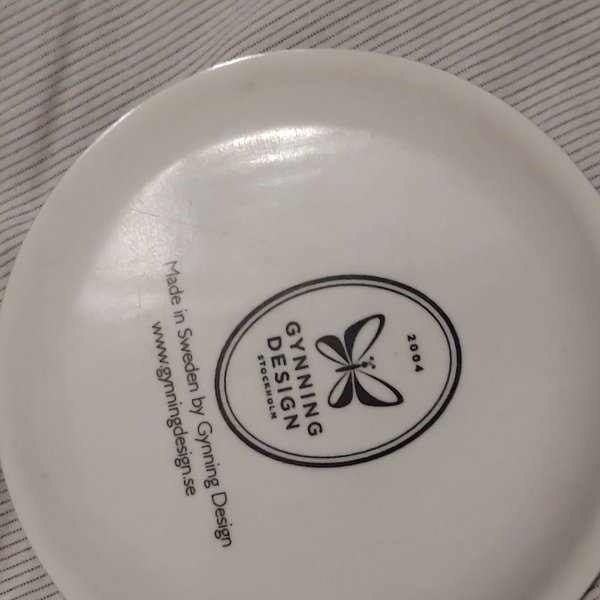 2004
GYNNING
DESIGN
STOCKHOLM
Made in Sweden by Gynning Design
www.gynningdesign.se